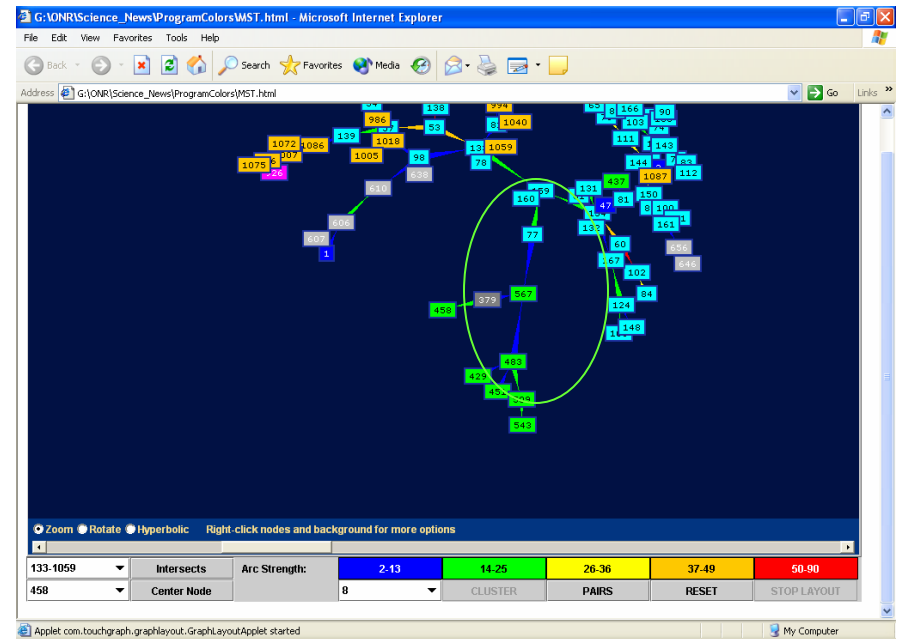 G:\ONR\Science_News\ProgramColors\MST.html - Microsoft Internet Explorer
File Edit View Favorites Tools Help
Back Search Favorites Media
Address G:\ONR\Science_News\ProgramColors\MST.html Go Links »
138 994
986 53 1040 166 90
139 1018 103
1072 1086 111 143
1005 98 1059 78 144
1075 638 437 1087 112
610 160 131 81 150
47
606 77 132 161
607 60 656
1 102 646
567 84
458 379 124
148
483
429
543
Zoom Rotate Hyperbolic Right-click nodes and background for more options
133-1059 Intersects Arc Strength: 2-13 14-25 26-36 37-49 50-90
458 Center Node 8 CLUSTER PAIRS RESET STOP LAYOUT
Applet com.touchgraph.graphlayout.GraphLayoutApplet started My Computer